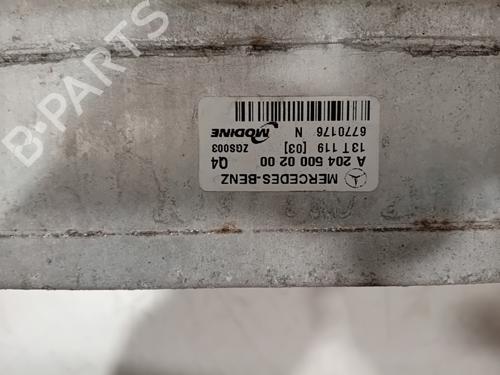 MERCEDES-BENZ
A 204 500 02 00 Q4
13T 119 [03] ZGS003
6770176 N MODINE
B-PARTS